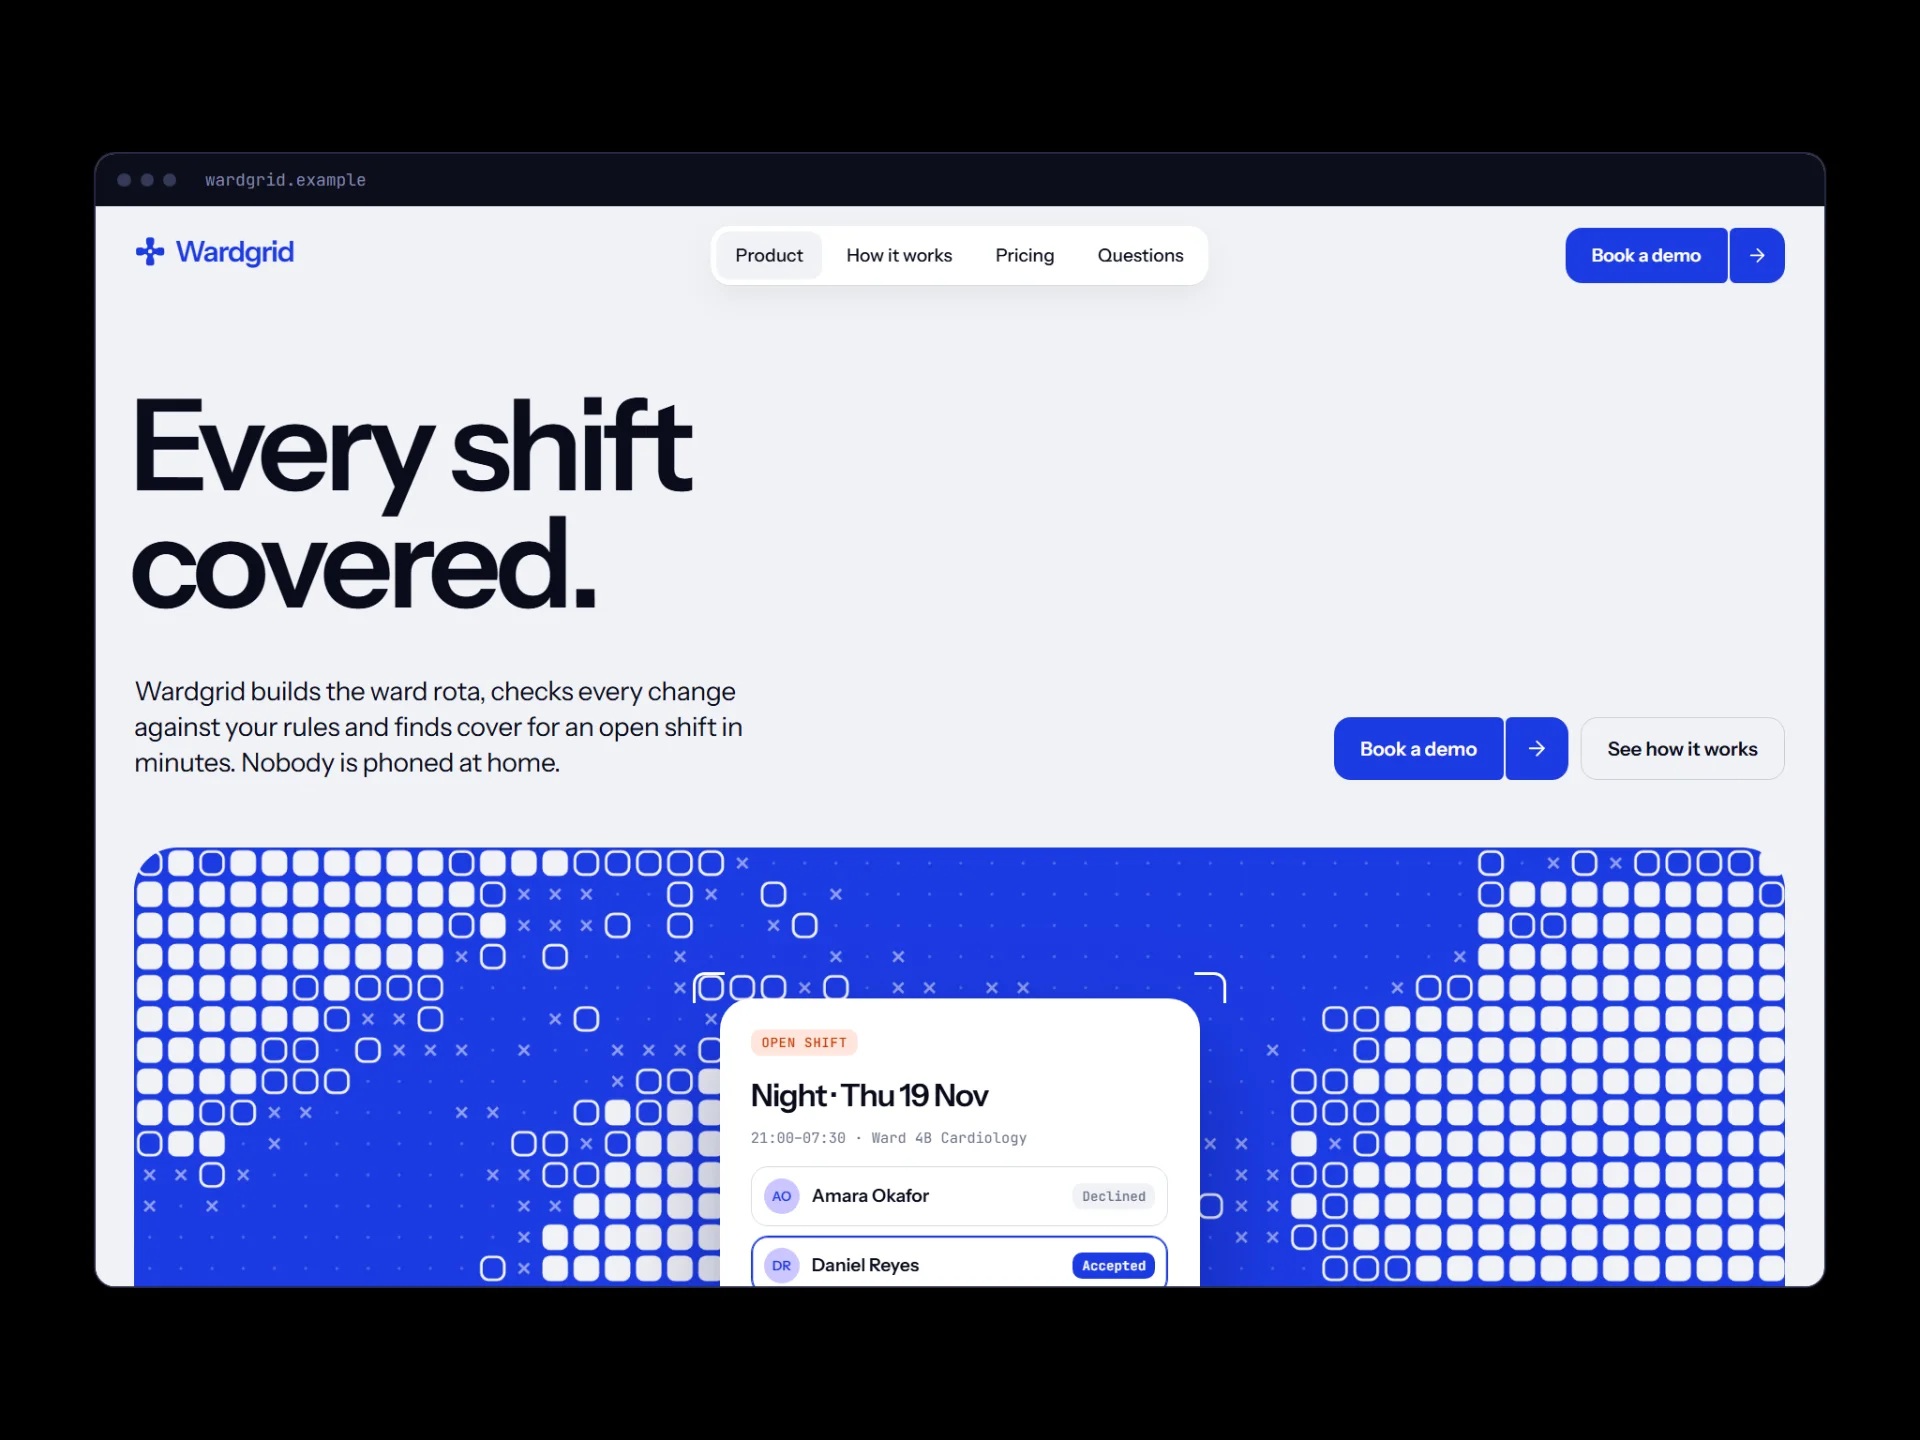 wardgrid.example
Wardgrid
Product
How it works
Pricing
Questions
Book a demo
Every shift
covered.
Wardgrid builds the ward rota, checks every change
against your rules and finds cover for an open shift in
minutes. Nobody is phoned at home.
Book a demo
See how it works
OPEN SHIFT
Night · Thu 19 Nov
21:00–07:30 · Ward 4B Cardiology
AO
Amara Okafor
Declined
DR
Daniel Reyes
Accepted